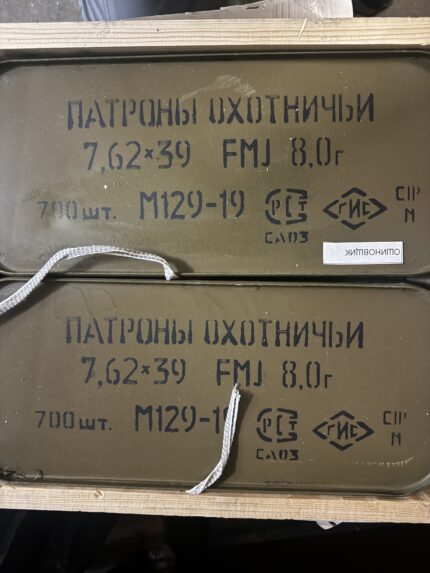 ПАТРОНЫ ОХОТНИЧЬИ
7,62×39 FMJ 8,0г
700шт. М129-19 РСТ ГИС CIP
СА03 N
ОШИНОВЩИК
ПАТРОНЫ ОХОТНИЧЬИ
7,62×39 FMJ 8,0г
700шт. РСТ ГИС CIP
СА03 N